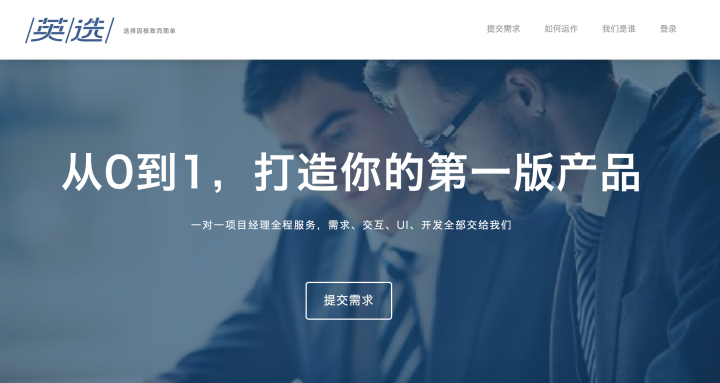 英选
选择因极致而简单
提交需求 如何运作 我们是谁 登录
从0到1，打造你的第一版产品
一对一项目经理全程服务，需求、交互、UI、开发全部交给我们
提交需求